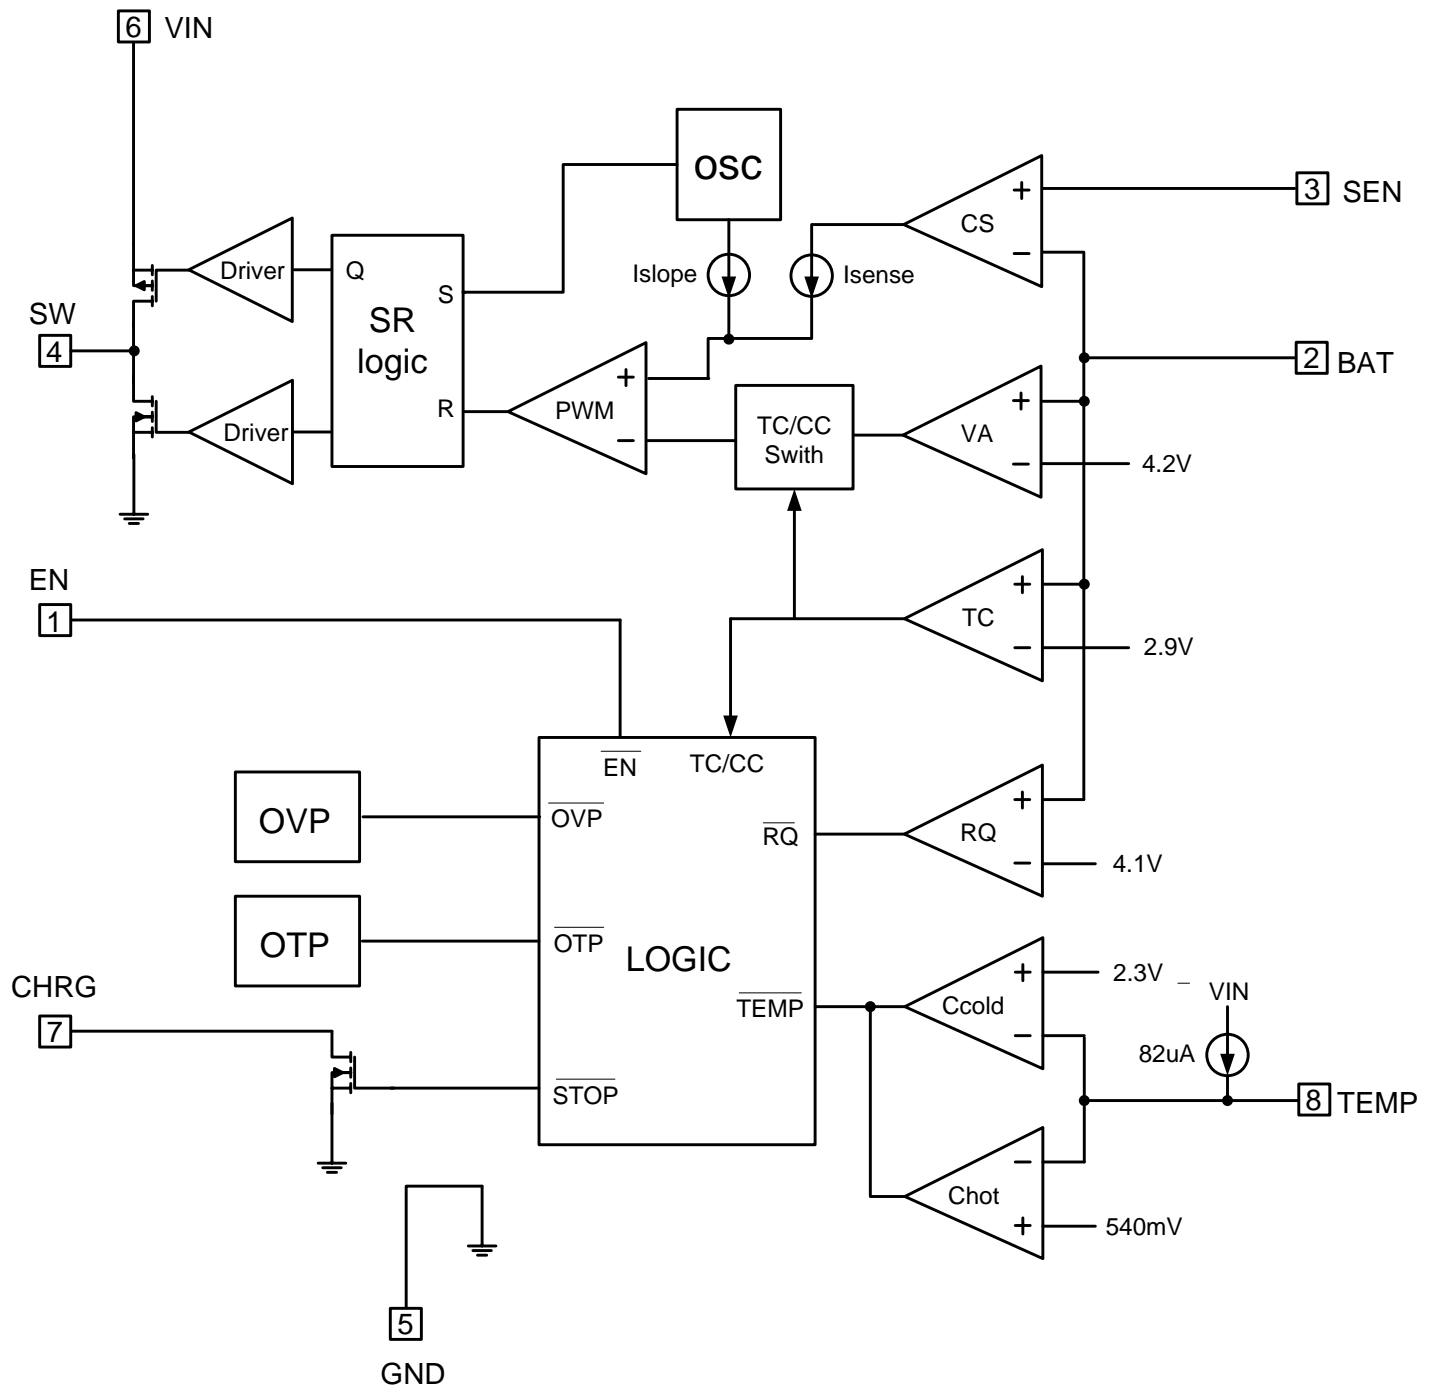 6 VIN
OSC
3 SEN
CS
+
−
Driver
Q
S
Islope
Isense
SW
4
SR
logic
2 BAT
+
PWM
−
R
Driver
TC/CC
Swith
+
VA
−
4.2V
EN
1
+
TC
−
2.9V
EN
TC/CC
OVP
OVP
RQ
+
RQ
−
4.1V
OTP
OTP
LOGIC
+
Ccold
−
2.3V
VIN
82uA
TEMP
8 TEMP
CHRG
7
STOP
−
Chot
+
540mV
5
GND